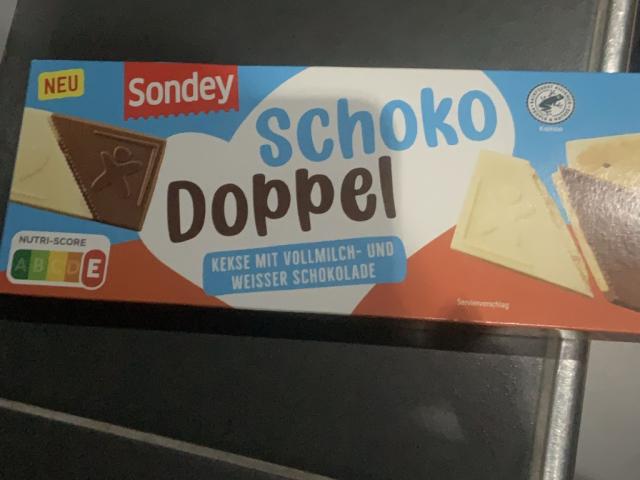 NEU
Sondey
Schoko
Doppel
KEKSE MIT VOLLMILCH- UND
WEISSER SCHOKOLADE
NUTRI-SCORE
A B C D E
Kakao
Serviervorschlag